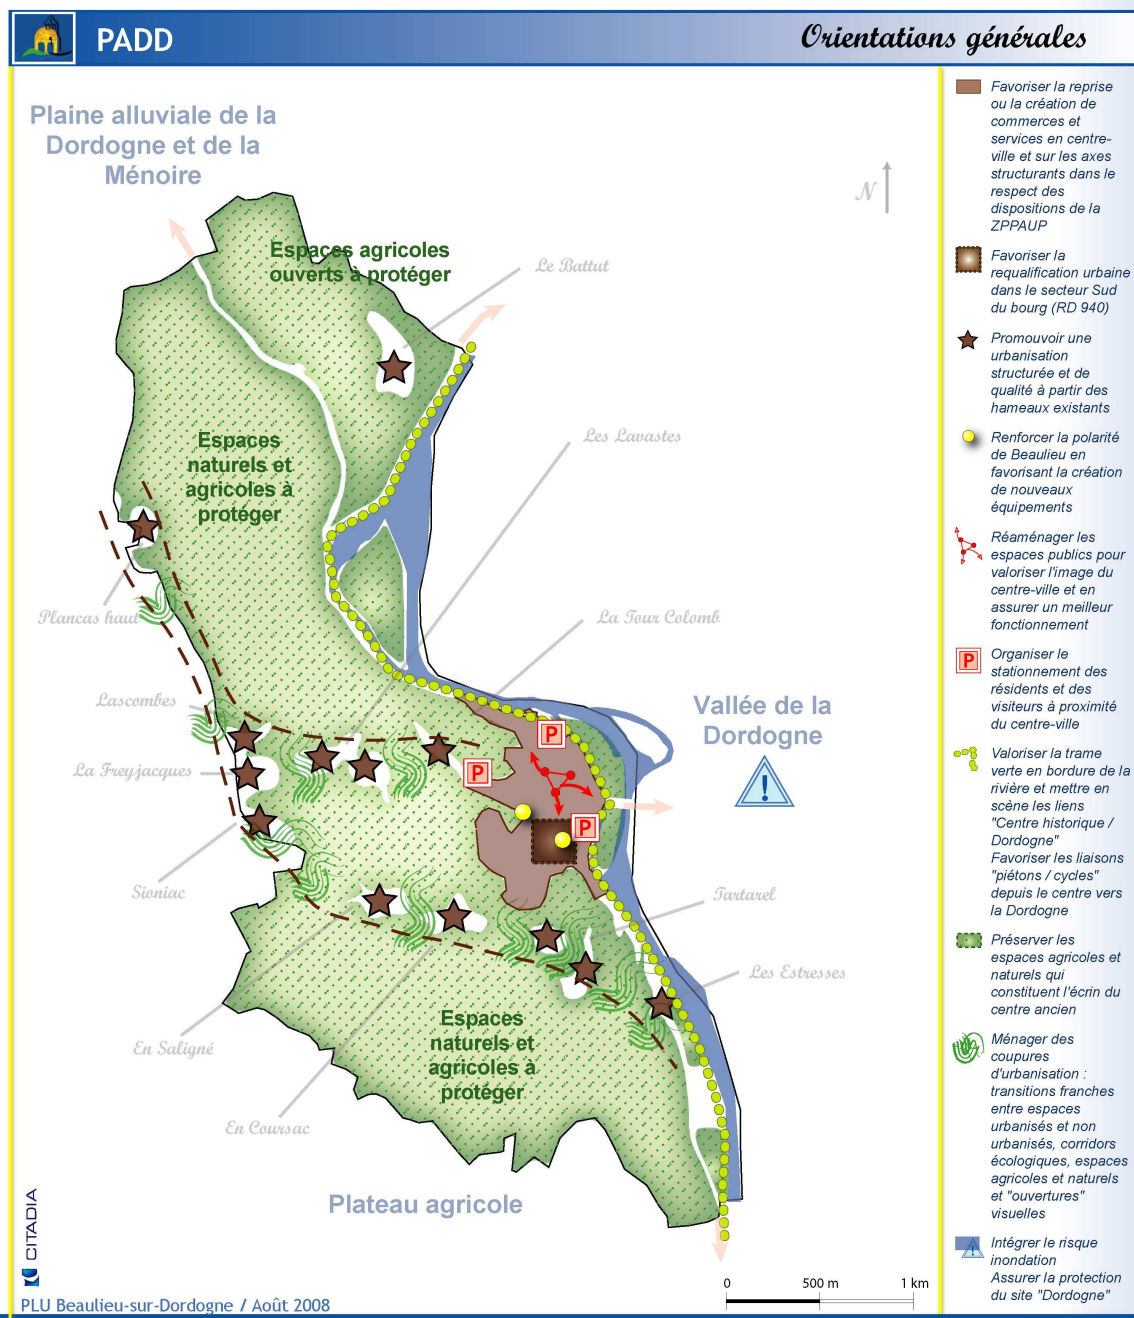 PADD
Orientations générales
Plaine alluviale de la
Dordogne et de la
Ménoire
N
Espaces agricoles
ouverts à protéger
Le Battut
Les Lavastes
Espaces
naturels et
agricoles à
protéger
Plancas haut
La Tour Colomb
Lascombes
Vallée de la
Dordogne
La Freyjacques
P
P
P
!
Sioniac
Tartarel
Les Estresses
En Saligné
Espaces
naturels et
agricoles à
protéger
En Coursac
Plateau agricole
CITADIA
0 500 m 1 km
PLU Beaulieu-sur-Dordogne / Août 2008
Favoriser la reprise
ou la création de
commerces et
services en centre-
ville et sur les axes
structurants dans le
respect des
dispositions de la
ZPPAUP
Favoriser la
requalification urbaine
dans le secteur Sud
du bourg (RD 940)
Promouvoir une
urbanisation
structurée et de
qualité à partir des
hameaux existants
Renforcer la polarité
de Beaulieu en
favorisant la création
de nouveaux
équipements
Réaménager les
espaces publics pour
valoriser l'image du
centre-ville et en
assurer un meilleur
fonctionnement
P
Organiser le
stationnement des
résidents et des
visiteurs à proximité
du centre-ville
Valoriser la trame
verte en bordure de la
rivière et mettre en
scène les liens
"Centre historique /
Dordogne"
Favoriser les liaisons
"piétons / cycles"
depuis le centre vers
la Dordogne
Préserver les
espaces agricoles et
naturels qui
constituent l'écrin du
centre ancien
Ménager des
coupures
d'urbanisation :
transitions franches
entre espaces
urbanisés et non
urbanisés, corridors
écologiques, espaces
agricoles et naturels
et "ouvertures"
visuelles
!
Intégrer le risque
inondation
Assurer la protection
du site "Dordogne"